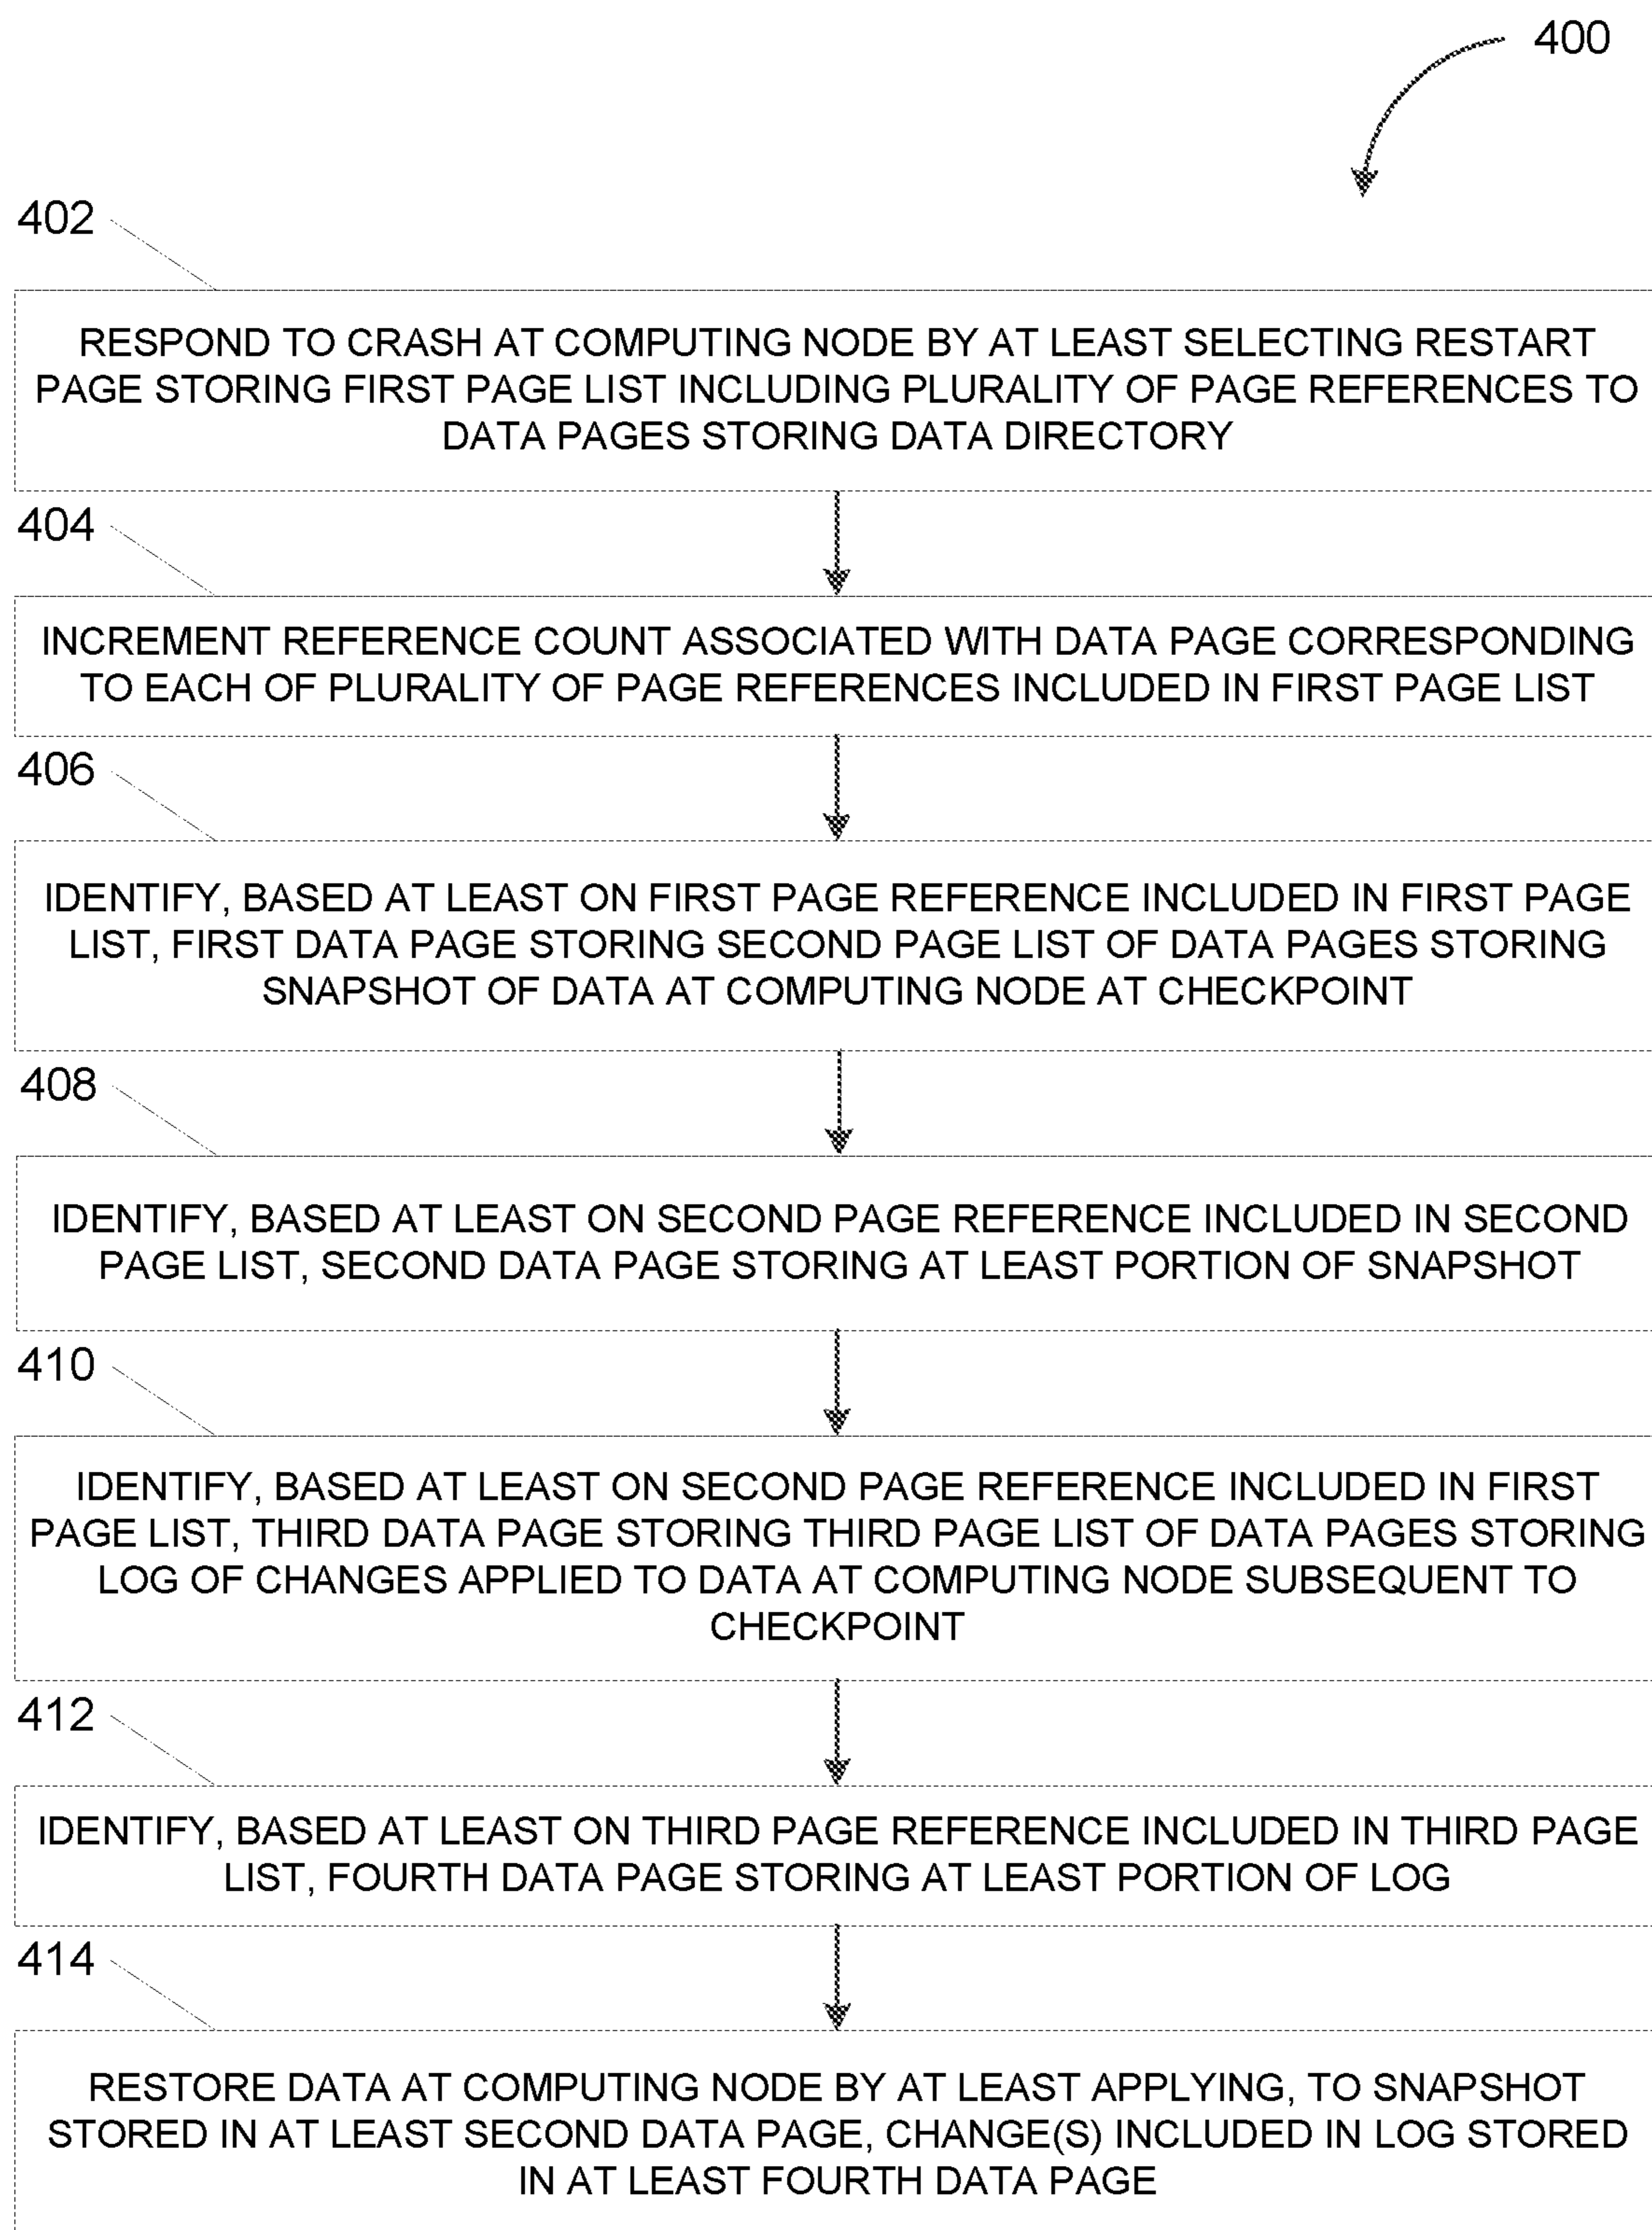 400
402
RESPOND TO CRASH AT COMPUTING NODE BY AT LEAST SELECTING RESTART
PAGE STORING FIRST PAGE LIST INCLUDING PLURALITY OF PAGE REFERENCES TO
DATA PAGES STORING DATA DIRECTORY
404
INCREMENT REFERENCE COUNT ASSOCIATED WITH DATA PAGE CORRESPONDING
TO EACH OF PLURALITY OF PAGE REFERENCES INCLUDED IN FIRST PAGE LIST
406
IDENTIFY, BASED AT LEAST ON FIRST PAGE REFERENCE INCLUDED IN FIRST PAGE
LIST, FIRST DATA PAGE STORING SECOND PAGE LIST OF DATA PAGES STORING
SNAPSHOT OF DATA AT COMPUTING NODE AT CHECKPOINT
408
IDENTIFY, BASED AT LEAST ON SECOND PAGE REFERENCE INCLUDED IN SECOND
PAGE LIST, SECOND DATA PAGE STORING AT LEAST PORTION OF SNAPSHOT
410
IDENTIFY, BASED AT LEAST ON SECOND PAGE REFERENCE INCLUDED IN FIRST
PAGE LIST, THIRD DATA PAGE STORING THIRD PAGE LIST OF DATA PAGES STORING
LOG OF CHANGES APPLIED TO DATA AT COMPUTING NODE SUBSEQUENT TO
CHECKPOINT
412
IDENTIFY, BASED AT LEAST ON THIRD PAGE REFERENCE INCLUDED IN THIRD PAGE
LIST, FOURTH DATA PAGE STORING AT LEAST PORTION OF LOG
414
RESTORE DATA AT COMPUTING NODE BY AT LEAST APPLYING, TO SNAPSHOT
STORED IN AT LEAST SECOND DATA PAGE, CHANGE(S) INCLUDED IN LOG STORED
IN AT LEAST FOURTH DATA PAGE